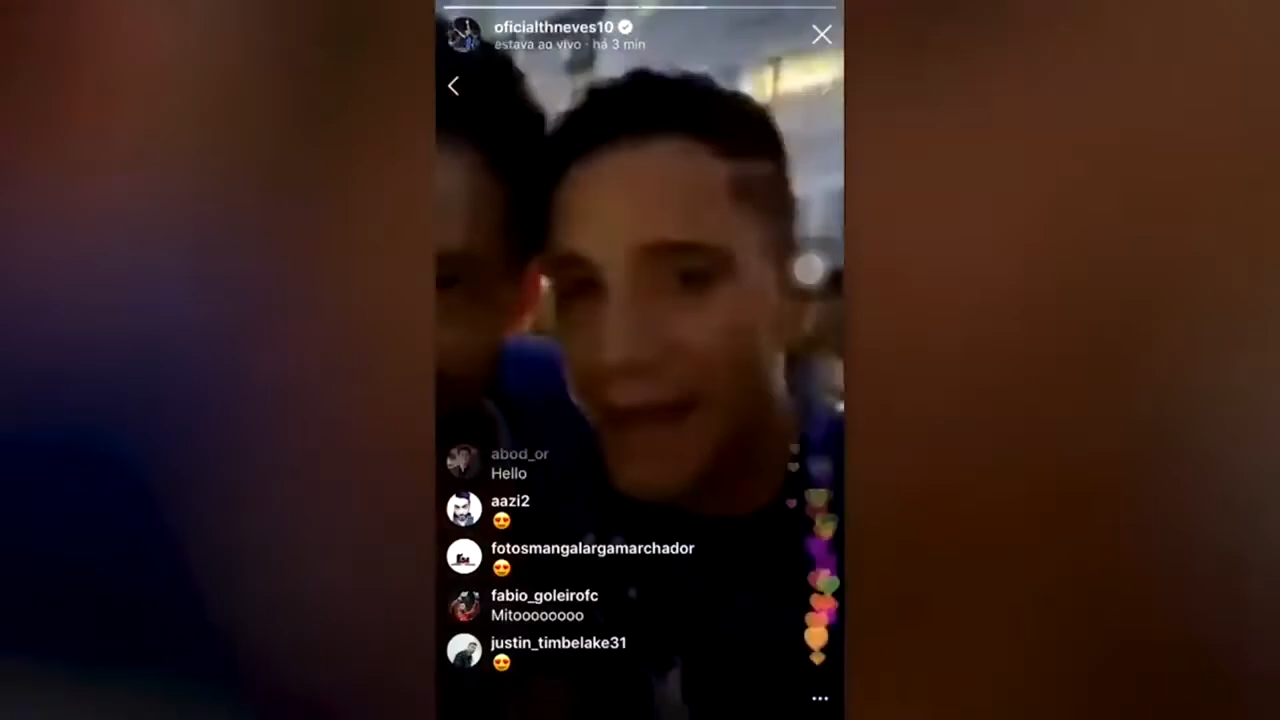 oficialthneves10
estava ao vivo · há 3 min
abod_or
Hello
aazi2
😍
fotosmangalargamarchador
😍
fabio_goleirofc
Mitoooooooo
justin_timbelake31
😍